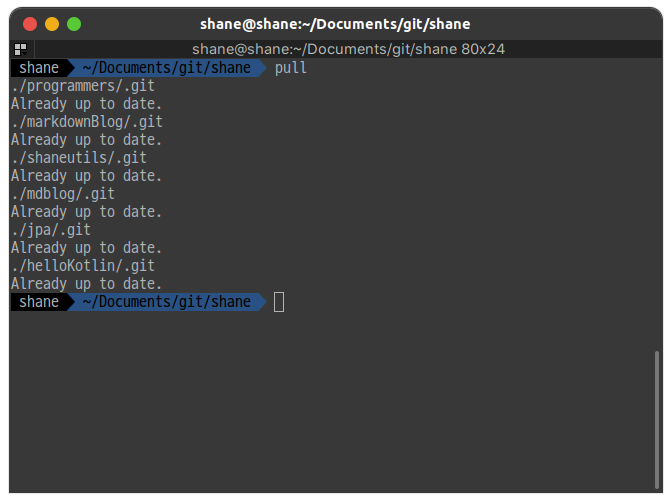 shane@shane:~/Documents/git/shane
shane@shane:~/Documents/git/shane 80x24
shane ~/Documents/git/shane pull
./programmers/.git
Already up to date.
./markdownBlog/.git
Already up to date.
./shaneutils/.git
Already up to date.
./mdblog/.git
Already up to date.
./jpa/.git
Already up to date.
./helloKotlin/.git
Already up to date.
shane ~/Documents/git/shane